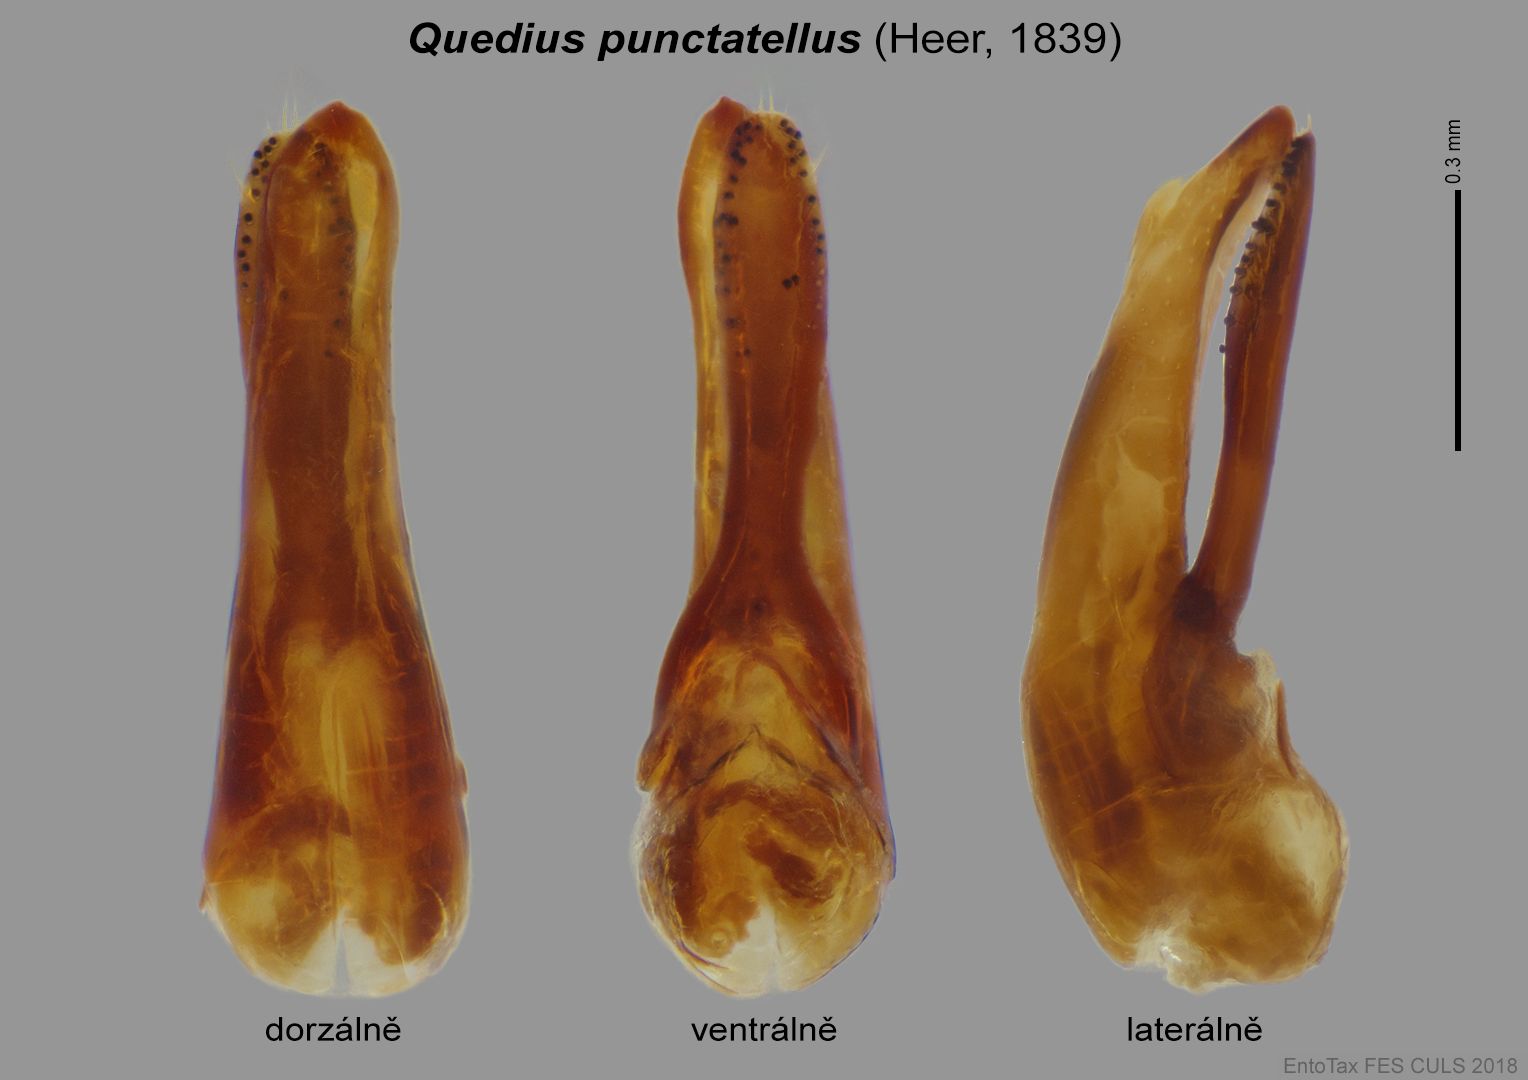 Quedius punctatellus (Heer, 1839)
0.3 mm
dorzálně
ventrálně
laterálně
EntoTax FES CULS 2018